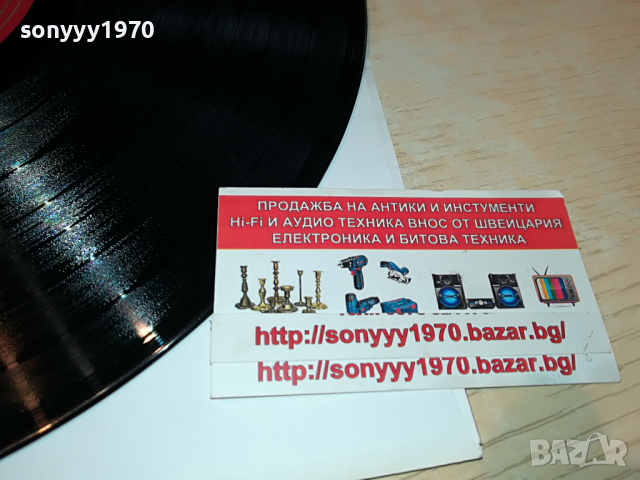 sonyyy1970
ПРОДАЖБА НА АНТИКИ И ИНСТУМЕНТИ
Hi-Fi И АУДИО ТЕХНИКА ВНОС ОТ ШВЕЙЦАРИЯ
ЕЛЕКТРОНИКА И БИТОВА ТЕХНИКА
http://sonyyy1970.bazar.bg/
http://sonyyy1970.bazar.bg/
sonyyy1970
BAZAR